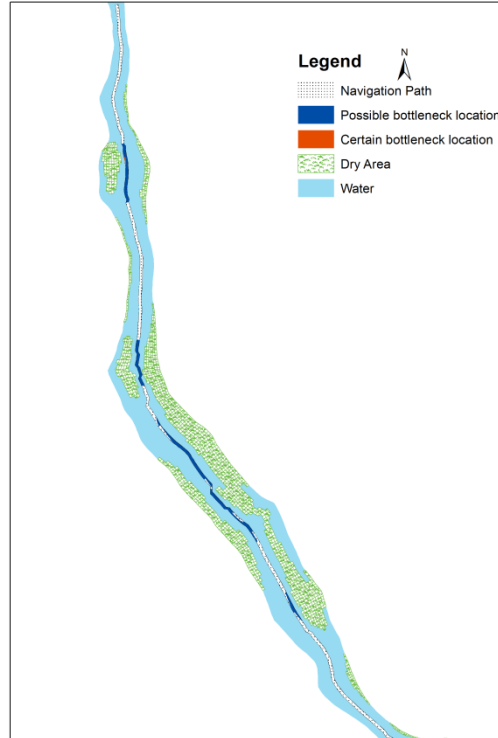 Legend
N
Navigation Path
Possible bottleneck location
Certain bottleneck location
Dry Area
Water